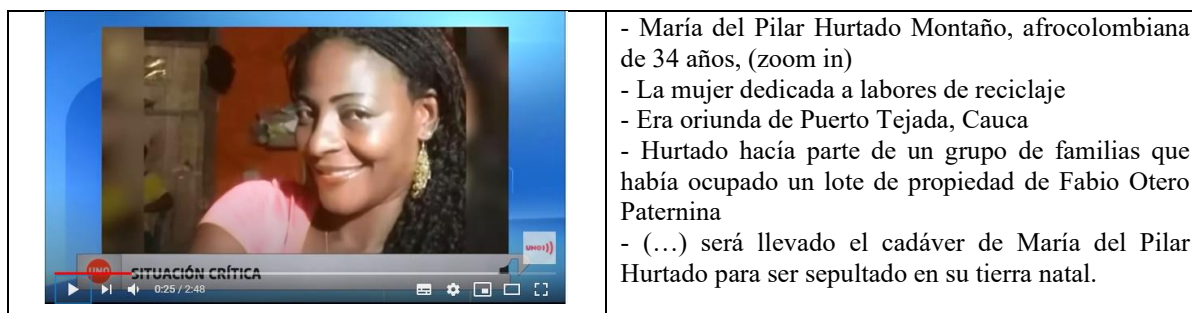 UNO
UNO
SITUACIÓN CRÍTICA
0:25 / 2:48
- María del Pilar Hurtado Montaño, afrocolombiana
de 34 años, (zoom in)
- La mujer dedicada a labores de reciclaje
- Era oriunda de Puerto Tejada, Cauca
- Hurtado hacía parte de un grupo de familias que
había ocupado un lote de propiedad de Fabio Otero
Paternina
- (…) será llevado el cadáver de María del Pilar
Hurtado para ser sepultado en su tierra natal.